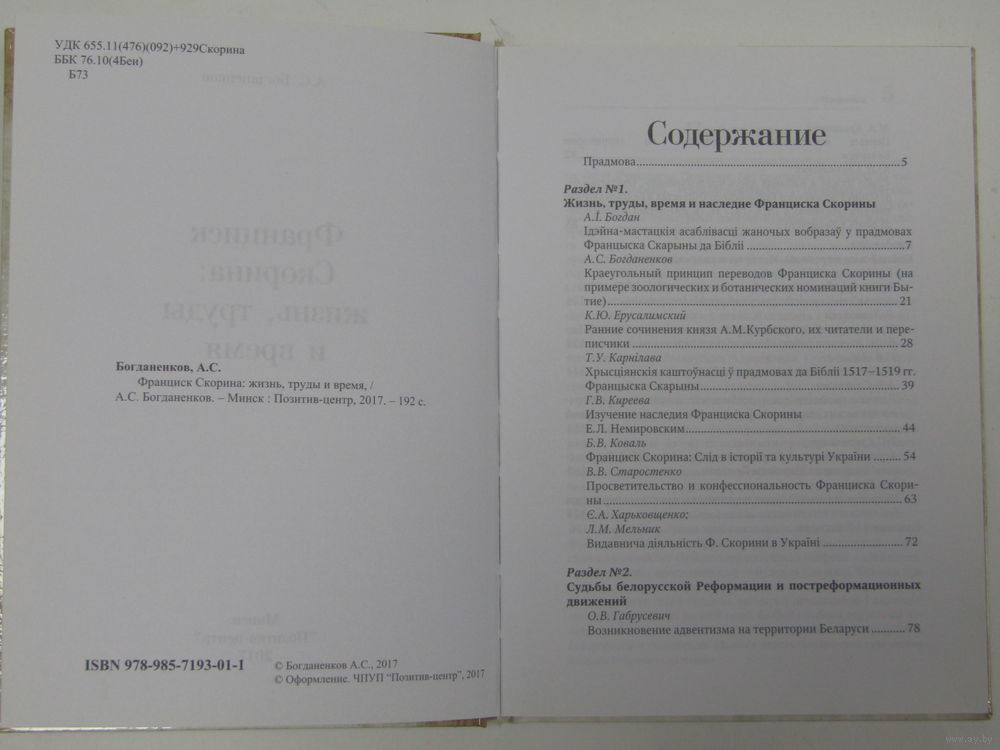 УДК 655.11(476)(092)+929Скорина
ББК 76.10(4Беи)
Б73
Богданенков, А.С.
Франциск Скорина: жизнь, труды и время, /
А.С. Богданенков. – Минск : Позитив-центр, 2017. – 192 с.
ISBN 978-985-7193-01-1
© Богданенков А.С., 2017
© Оформление. ЧПУП “Позитив-центр”, 2017
Содержание
Прадмова............................................................5
Раздел №1.
Жизнь, труды, время и наследие Франциска Скорины
А.Ї. Богдан
Ідэйна-мастацкія асаблівасці жаночых вобразаў у прадмовах
Францыска Скарыны да Бібліі ....................................7
А.С. Богданенков
Краеугольный принцип переводов Франциска Скорины (на
примере зоологических и ботанических номинаций книги Бы-
тие)....................................................................21
К.Ю. Ерусалимский
Ранние сочинения князя А.М.Курбского, их читатели и пере-
писчики ..............................................................28
Т.У. Карнілава
Хрысціянскія каштоўнасці ў прадмовах да Бібліі 1517–1519 гг.
Францыска Скарыны ..............................................39
Г.В. Киреева
Изучение наследия Франциска Скорины
Е.Л. Немировским..................................................44
Б.В. Коваль
Франциск Скорина: Слід в історії та культурі України .........54
В.В. Старостенко
Просветительство и конфессиональность Франциска Скори-
ны ......................................................................63
Є.А. Харьковщенко;
Л.М. Мельник
Видавнича діяльність Ф. Скорини в Україні ...................72
Раздел №2.
Судьбы белорусской Реформации и постреформационных
движений
О.В. Габрусевич
Возникновение адвентизма на территории Беларуси...........78
www.ay.by